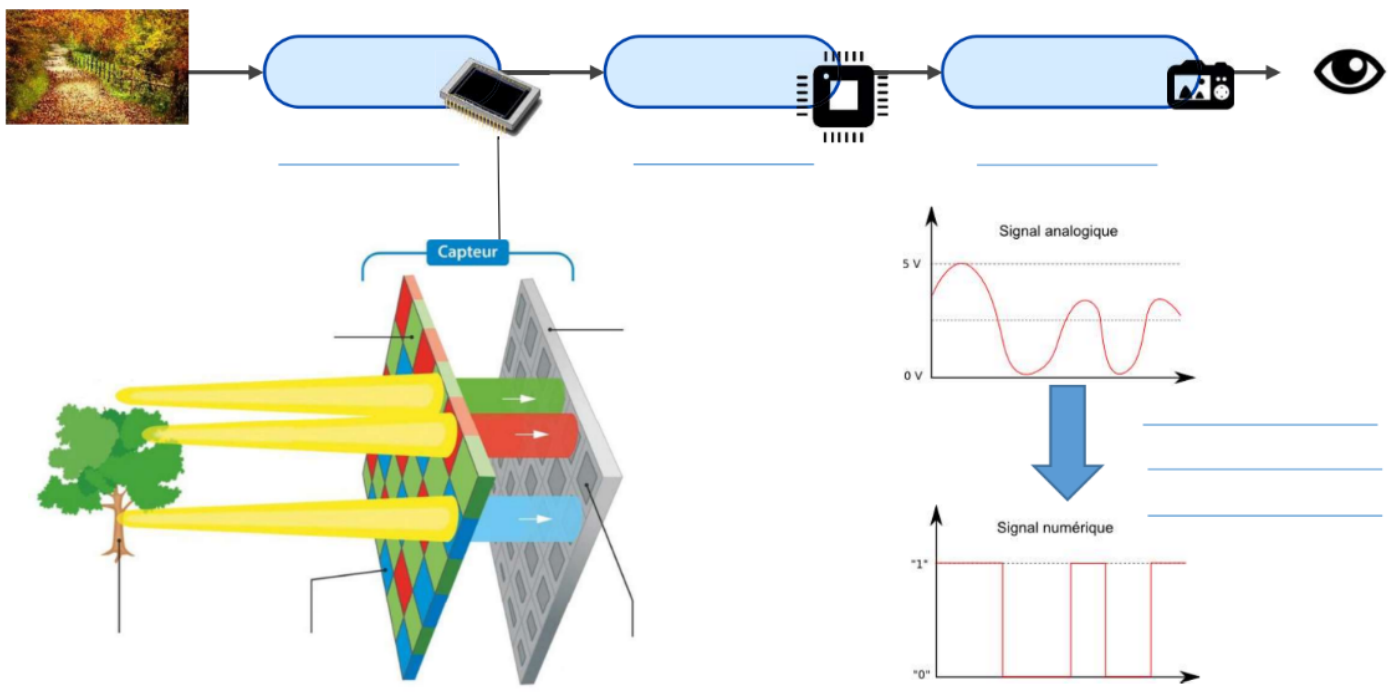 Capteur
Signal analogique
5 V
0 V
Signal numérique
"1"
"0"